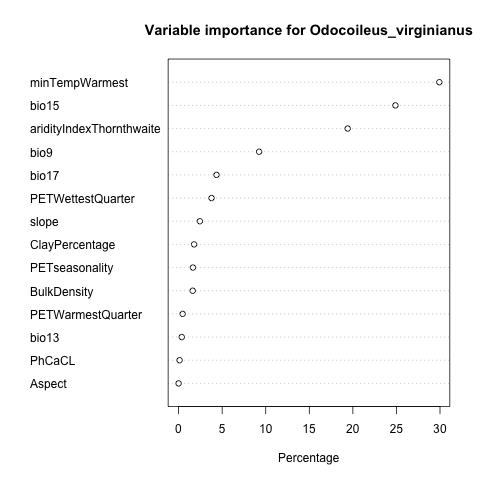 Variable importance for Odocoileus_virginianus
minTempWarmest
bio15
aridityIndexThornthwaite
bio9
bio17
PETWettestQuarter
slope
ClayPercentage
PETseasonality
BulkDensity
PETWarmestQuarter
bio13
PhCaCL
Aspect
0 5 10 15 20 25 30
Percentage